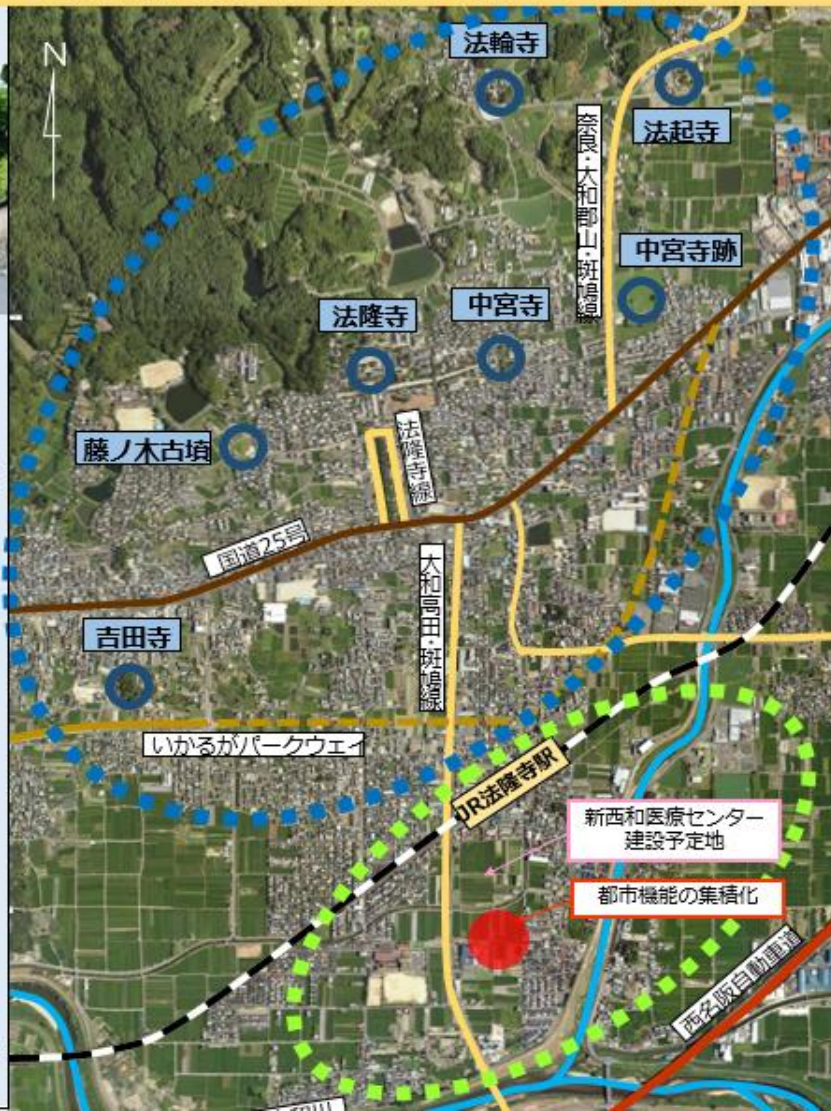 N
法輪寺
法起寺
奈良・大和郡山・斑鳩線
中宮寺跡
中宮寺
法隆寺
藤ノ木古墳
法隆寺線
国道25号
大和高田・斑鳩線
吉田寺
いかるがパークウェイ
JR法隆寺駅
新西和医療センター
建設予定地
都市機能の集積化
西名阪自動車道